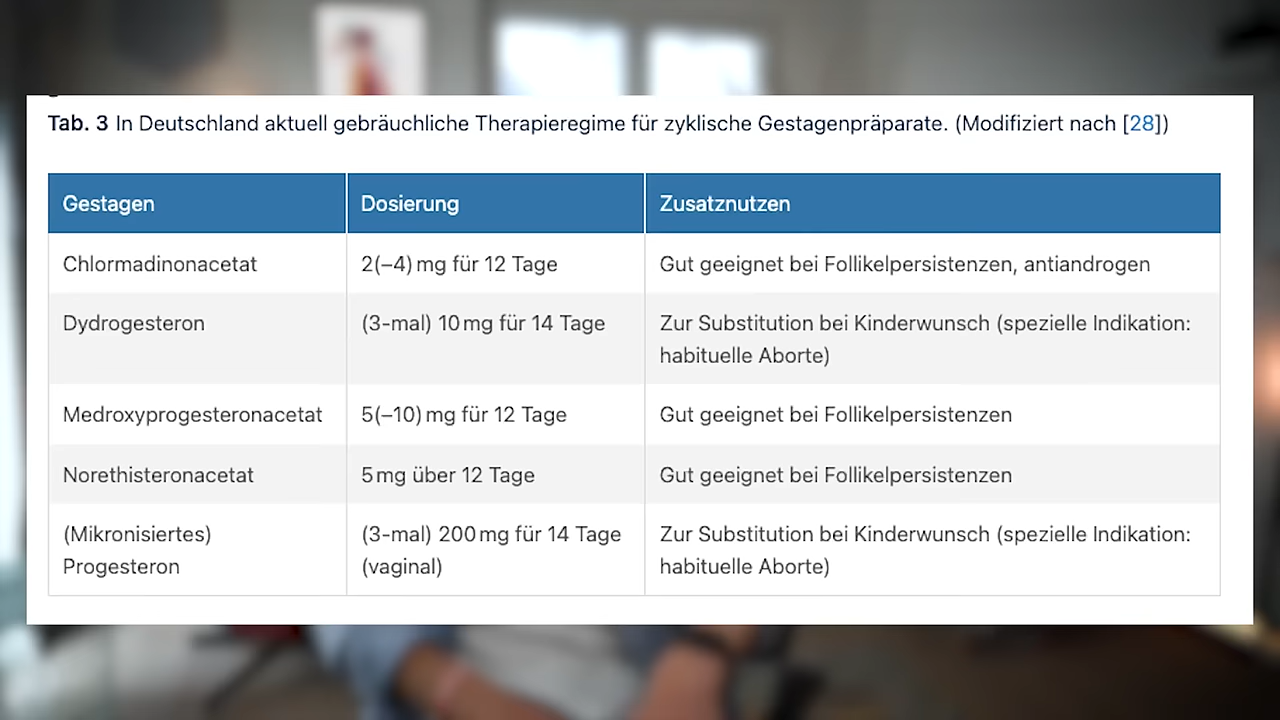 Tab. 3 In Deutschland aktuell gebräuchliche Therapieregime für zyklische Gestagenpräparate. (Modifiziert nach [28])
Gestagen Dosierung Zusatznutzen
Chlormadinonacetat 2(–4) mg für 12 Tage Gut geeignet bei Follikelpersistenzen, antiandrogen
Dydrogesteron (3-mal) 10 mg für 14 Tage Zur Substitution bei Kinderwunsch (spezielle Indikation:
habituelle Aborte)
Medroxyprogesteronacetat 5(–10) mg für 12 Tage Gut geeignet bei Follikelpersistenzen
Norethisteronacetat 5 mg über 12 Tage Gut geeignet bei Follikelpersistenzen
(Mikronisiertes) (3-mal) 200 mg für 14 Tage Zur Substitution bei Kinderwunsch (spezielle Indikation:
Progesteron (vaginal) habituelle Aborte)